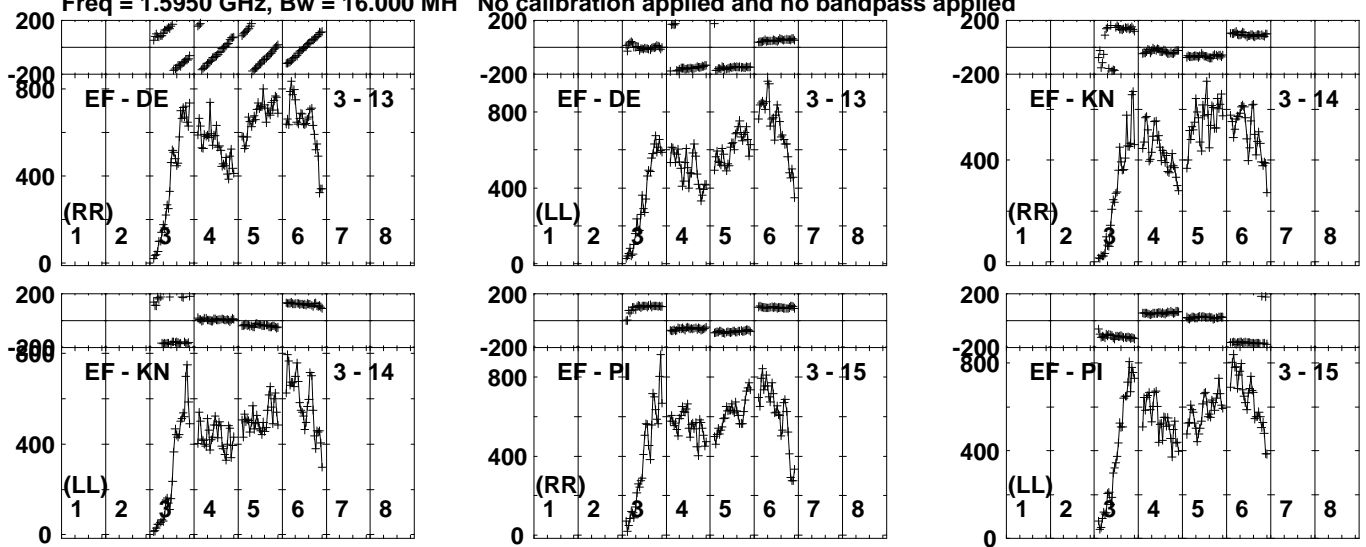 Freq = 1.5950 GHz, Bw = 16.000 MH No calibration applied and no bandpass applied
200
-200
800
400
0
EF - DE 3 - 13
(RR)
1 2 3 4 5 6 7 8
200
-200
800
400
0
EF - DE 3 - 13
(LL)
1 2 3 4 5 6 7 8
200
-200
400
0
EF - KN 3 - 14
(RR)
1 2 3 4 5 6 7 8
200
-200
800
400
0
EF - KN 3 - 14
(LL)
1 2 3 4 5 6 7 8
200
-200
800
400
0
EF - PI 3 - 15
(RR)
1 2 3 4 5 6 7 8
200
-200
800
400
0
EF - PI 3 - 15
(LL)
1 2 3 4 5 6 7 8